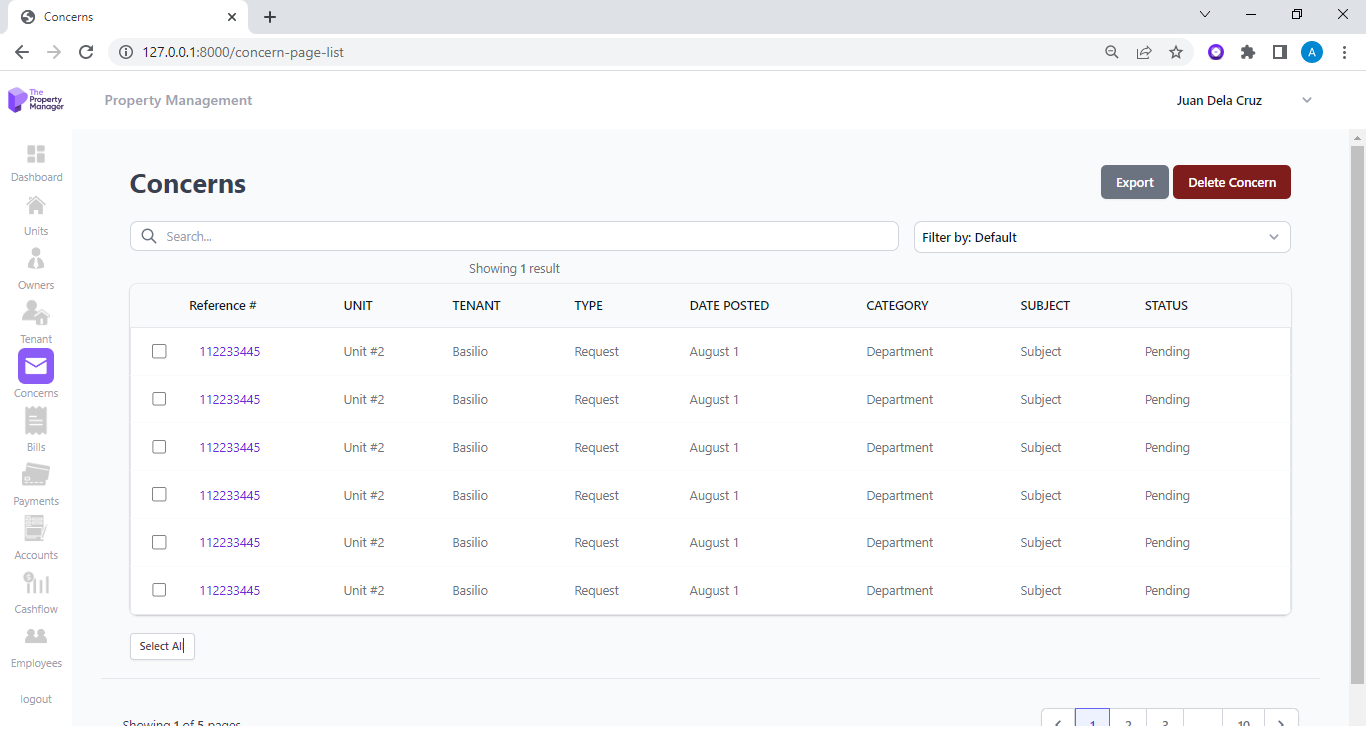 Concerns
127.0.0.1:8000/concern-page-list
A
The
Property
Manager
Property Management
Juan Dela Cruz
Dashboard
Units
Owners
Tenant
Concerns
Bills
Payments
Accounts
Cashflow
Employees
logout
Concerns
Export Delete Concern
Search...
Filter by: Default
Showing 1 result
Reference # UNIT TENANT TYPE DATE POSTED CATEGORY SUBJECT STATUS
112233445 Unit #2 Basilio Request August 1 Department Subject Pending
112233445 Unit #2 Basilio Request August 1 Department Subject Pending
112233445 Unit #2 Basilio Request August 1 Department Subject Pending
112233445 Unit #2 Basilio Request August 1 Department Subject Pending
112233445 Unit #2 Basilio Request August 1 Department Subject Pending
112233445 Unit #2 Basilio Request August 1 Department Subject Pending
Select All
Showing 1 of 5 pages
1 2 3 ... 10